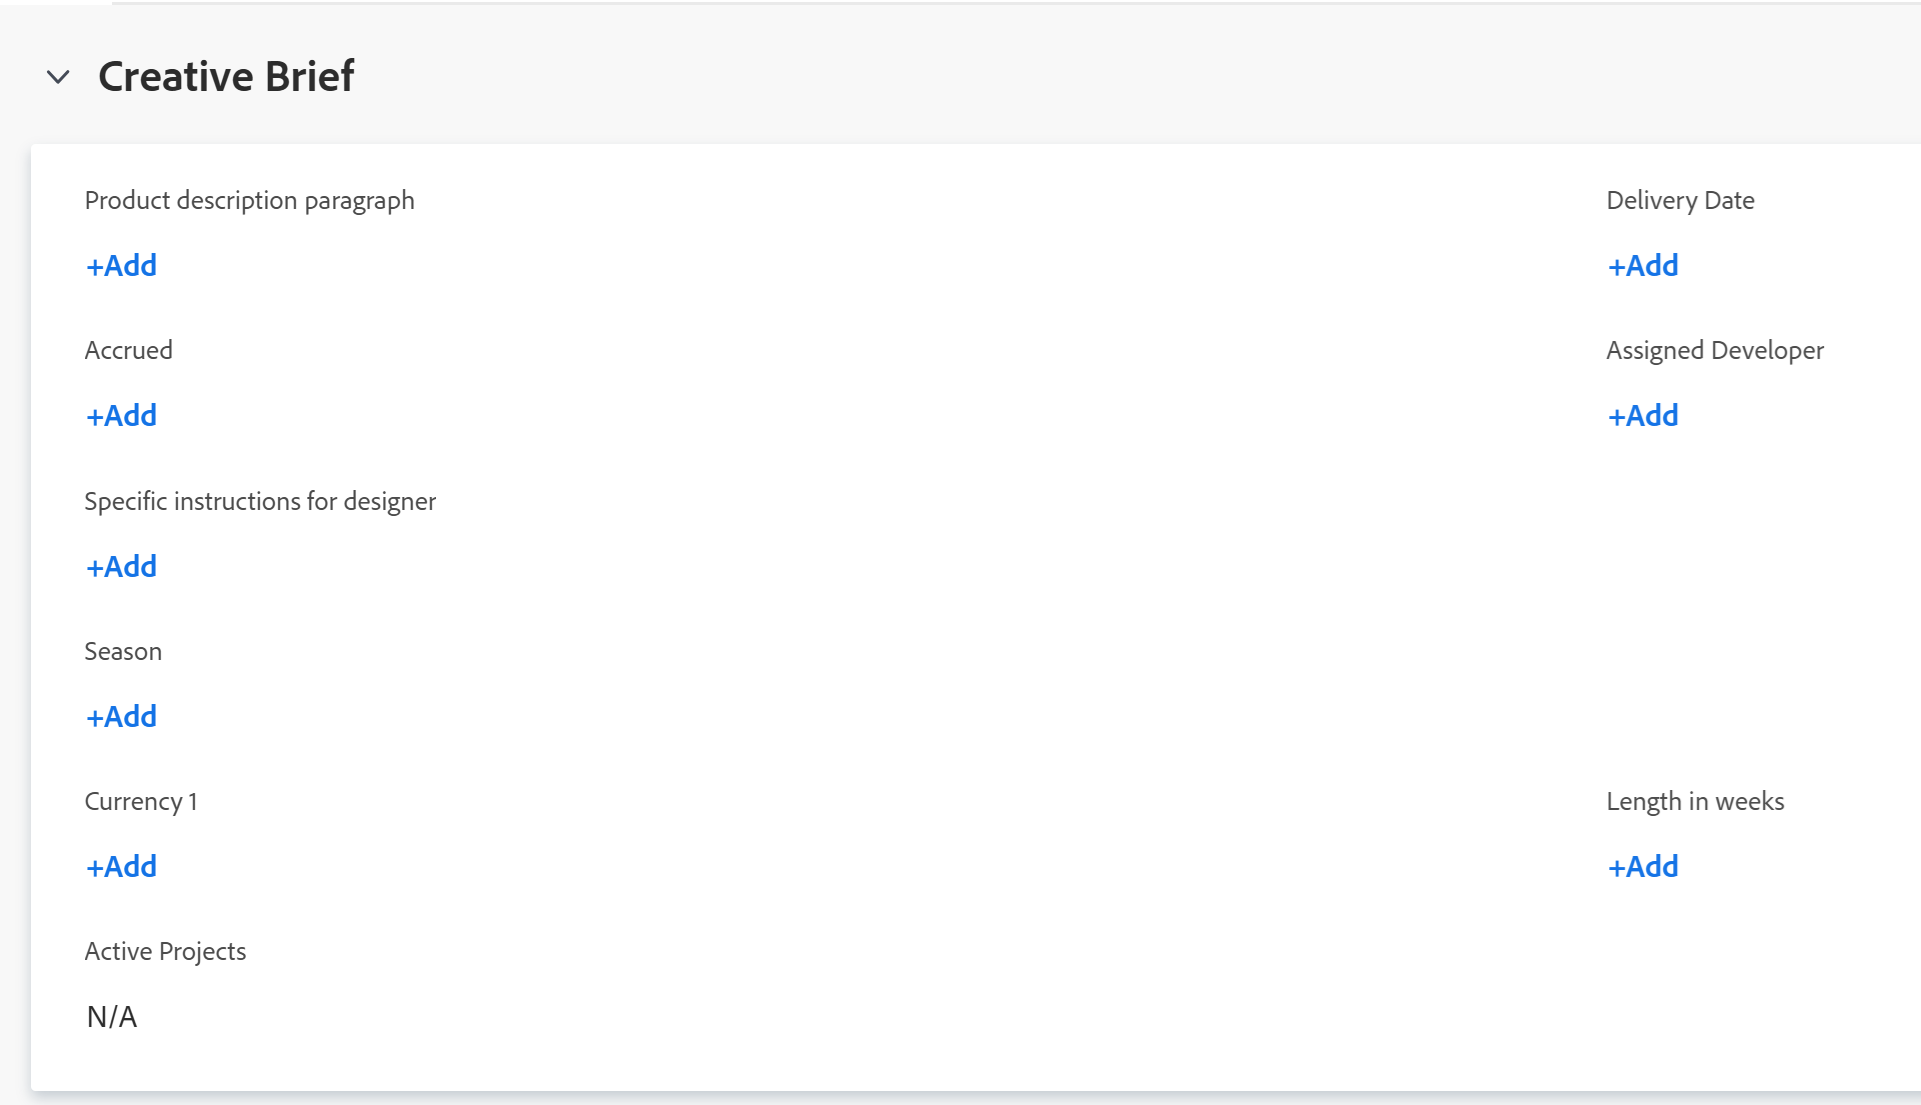 Creative Brief
Product description paragraph
Delivery Date
+Add
+Add
Accrued
Assigned Developer
+Add
+Add
Specific instructions for designer
+Add
Season
+Add
Currency 1
Length in weeks
+Add
+Add
Active Projects
N/A